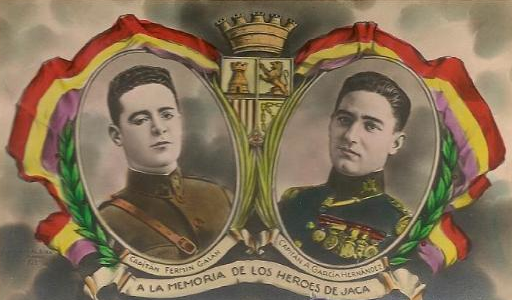 CAPITAN FERMIN GALAN
CAPITAN A. GARCIA HERNANDEZ
A LA MEMORIA DE LOS HEROES DE JACA